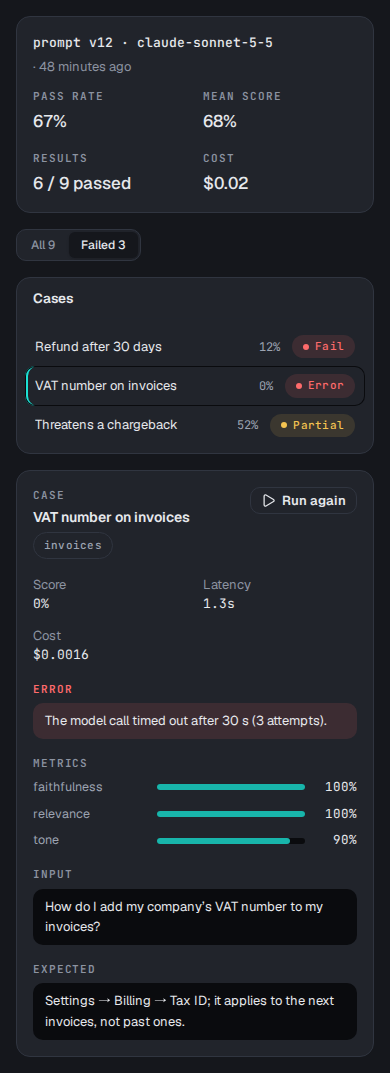 prompt v12 · claude-sonnet-5-5
· 48 minutes ago
PASS RATE
67%
MEAN SCORE
68%
RESULTS
6 / 9 passed
COST
$0.02
All 9
Failed 3
Cases
Refund after 30 days 12% Fail
VAT number on invoices 0% Error
Threatens a chargeback 52% Partial
CASE
VAT number on invoices
Run again
invoices
Score
0%
Latency
1.3s
Cost
$0.0016
ERROR
The model call timed out after 30 s (3 attempts).
METRICS
faithfulness 100%
relevance 100%
tone 90%
INPUT
How do I add my company's VAT number to my
invoices?
EXPECTED
Settings → Billing → Tax ID; it applies to the next
invoices, not past ones.